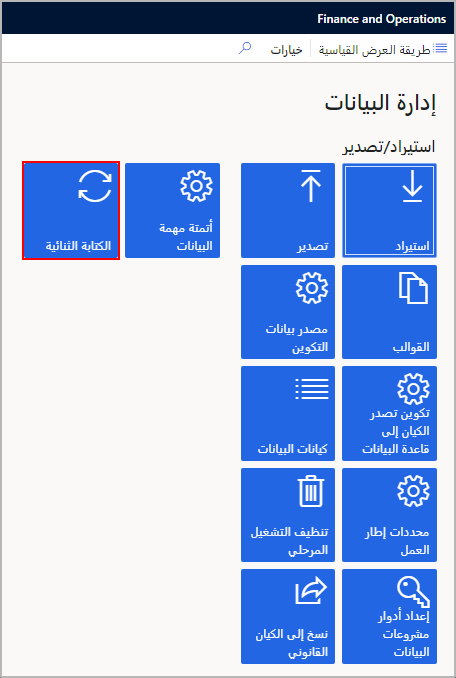 Finance and Operations
طريقة العرض القياسية
خيارات
إدارة البيانات
استيراد/تصدير
استيراد
تصدير
أتمتة مهمة
البيانات
الكتابة الثنائية
القوالب
مصدر بيانات
التكوين
تكوين تصدر
الكيان إلى
قاعدة البيانات
كيانات البيانات
محددات إطار
العمل
تنظيف التشغيل
المرحلي
إعداد أدوار
مشروعات
البيانات
نسخ إلى الكيان
القانوني